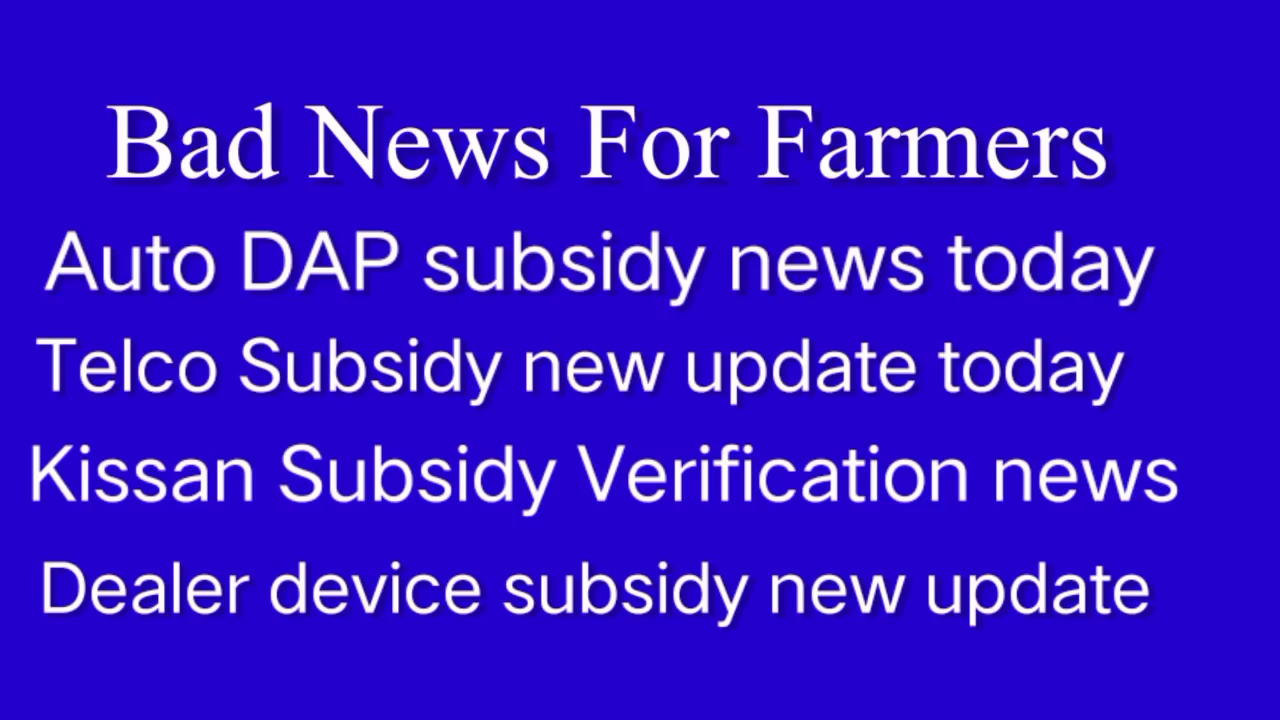 Bad News For Farmers
Auto DAP subsidy news today
Telco Subsidy new update today
Kissan Subsidy Verification news
Dealer device subsidy new update